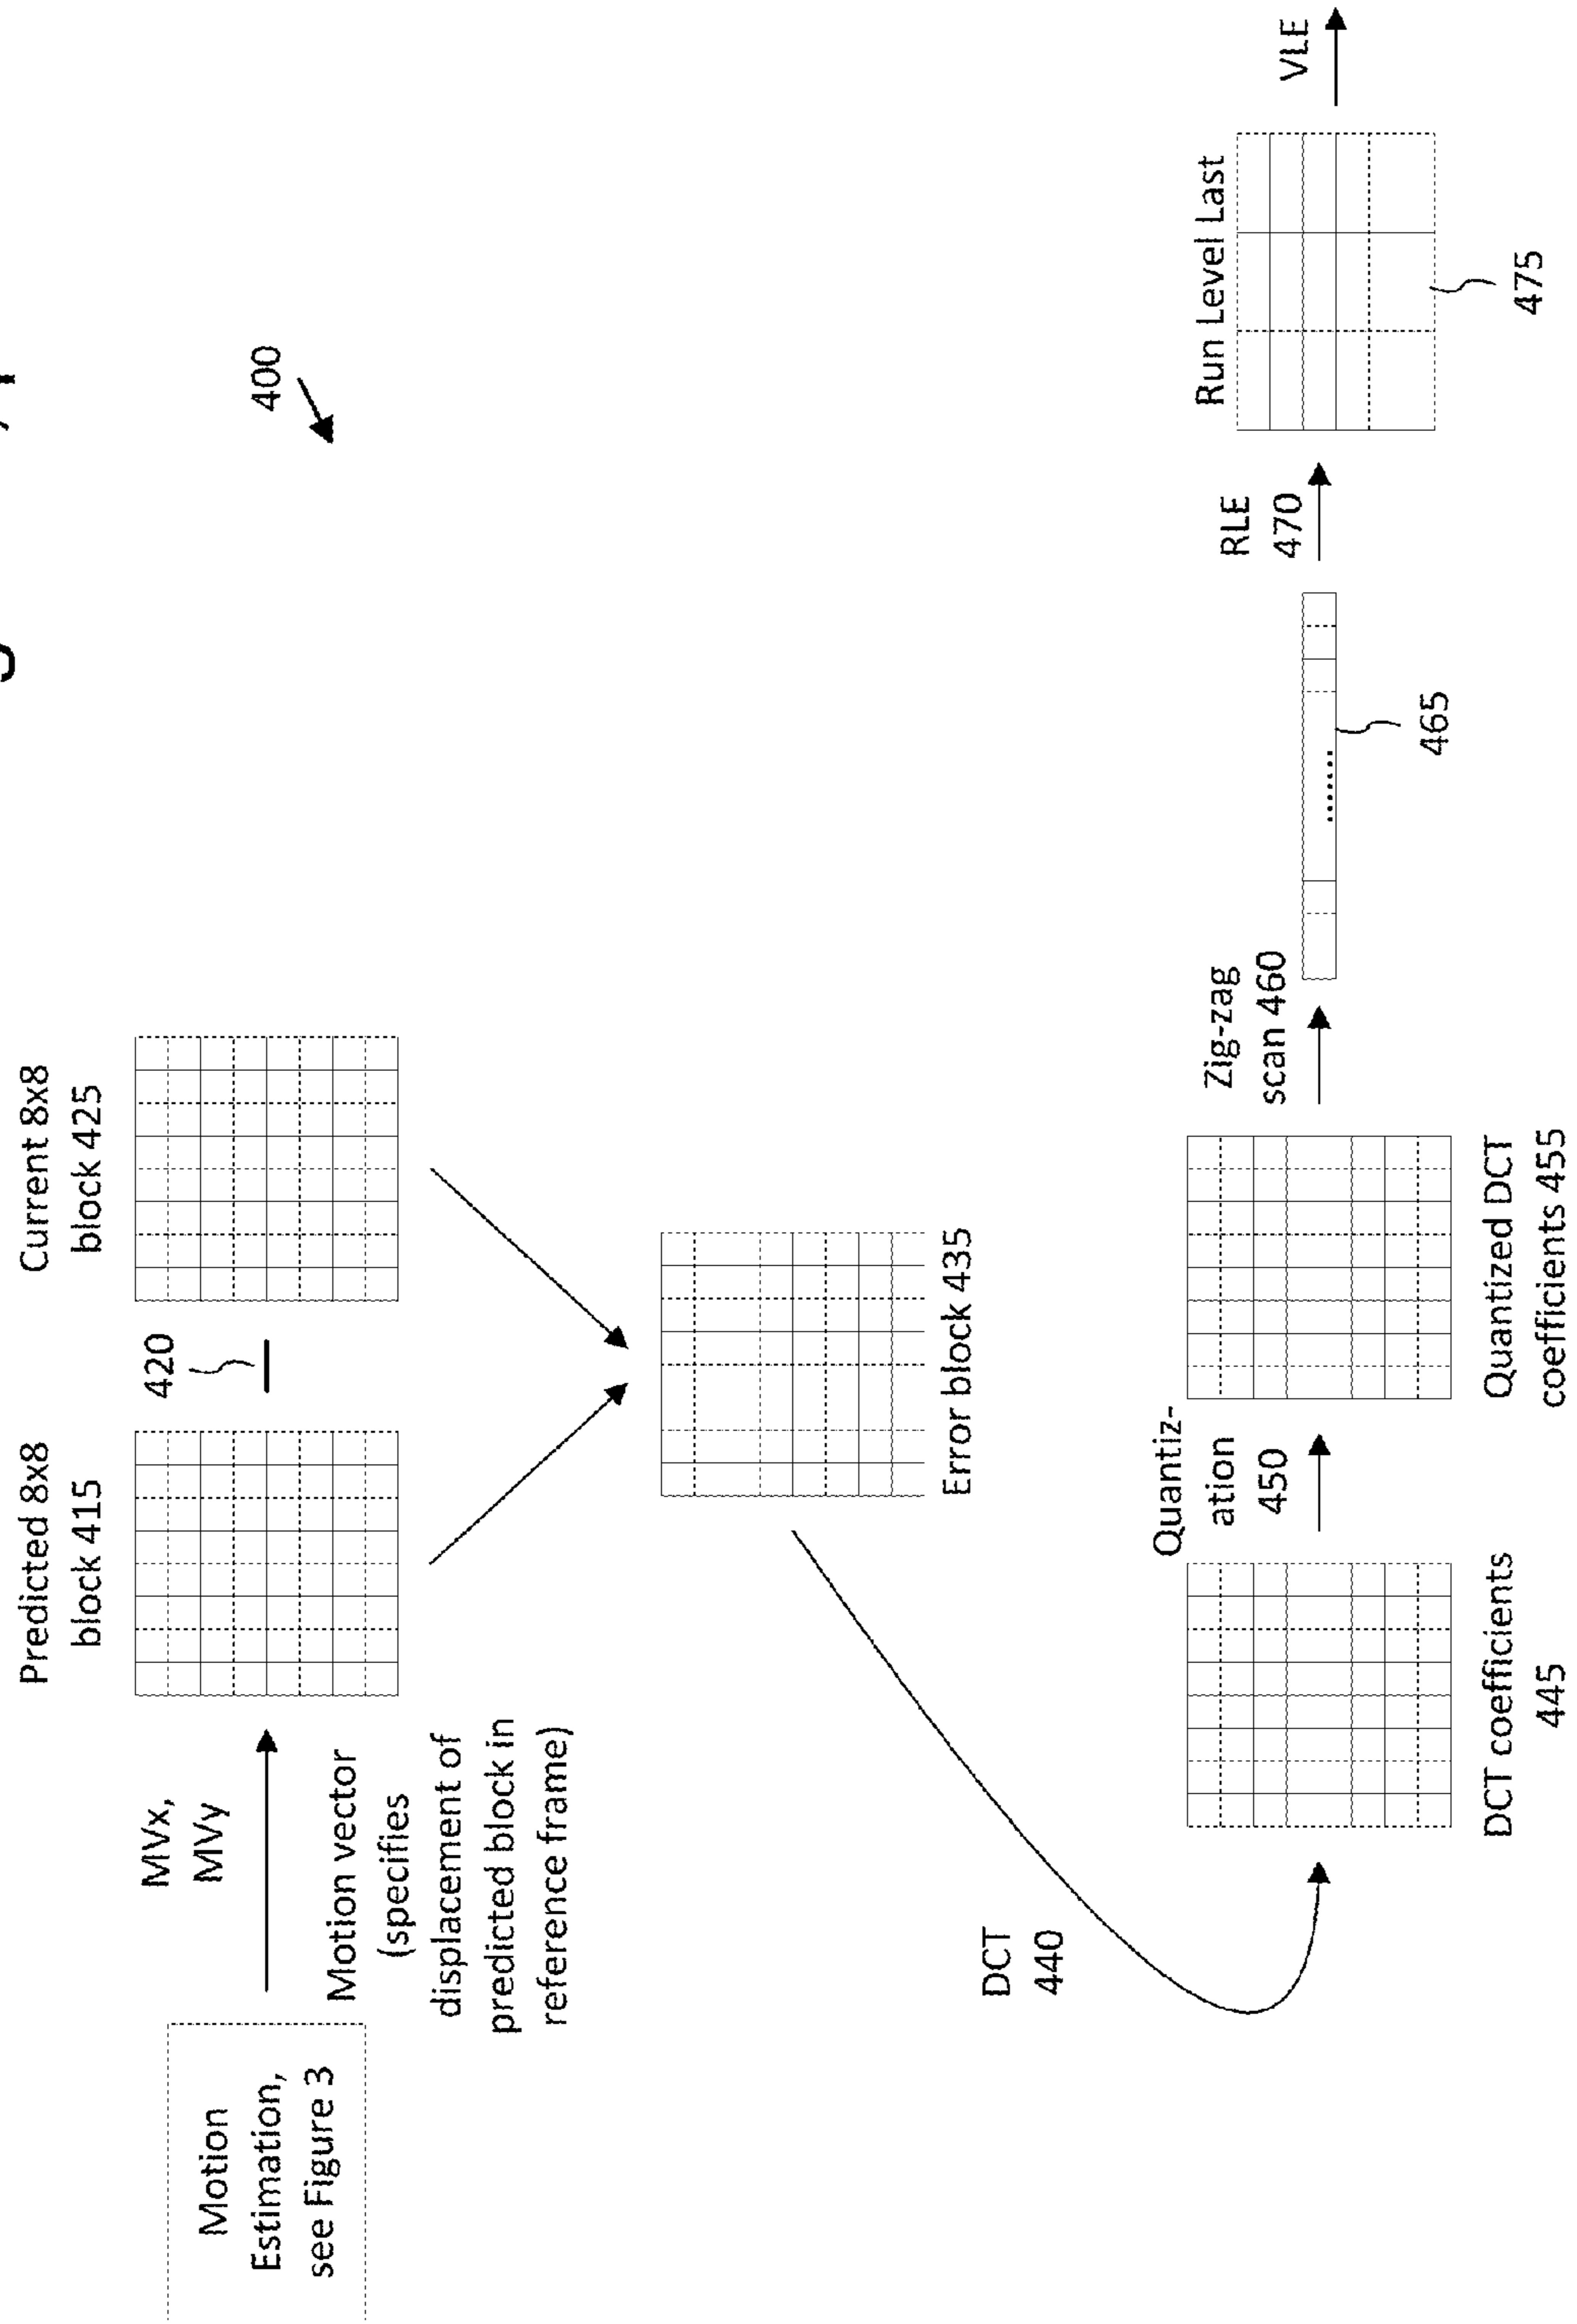 400
Motion
Estimation,
see Figure 3
MVx,
MVy
Motion vector
(specifies
displacement of
predicted block in
reference frame)
Predicted 8x8
block 415
420
Current 8x8
block 425
Error block 435
DCT
440
DCT coefficients
445
Quantiz-
ation
450
Quantized DCT
coefficients 455
Zig-zag
scan 460
465
RLE
470
Run Level Last
475
VLE